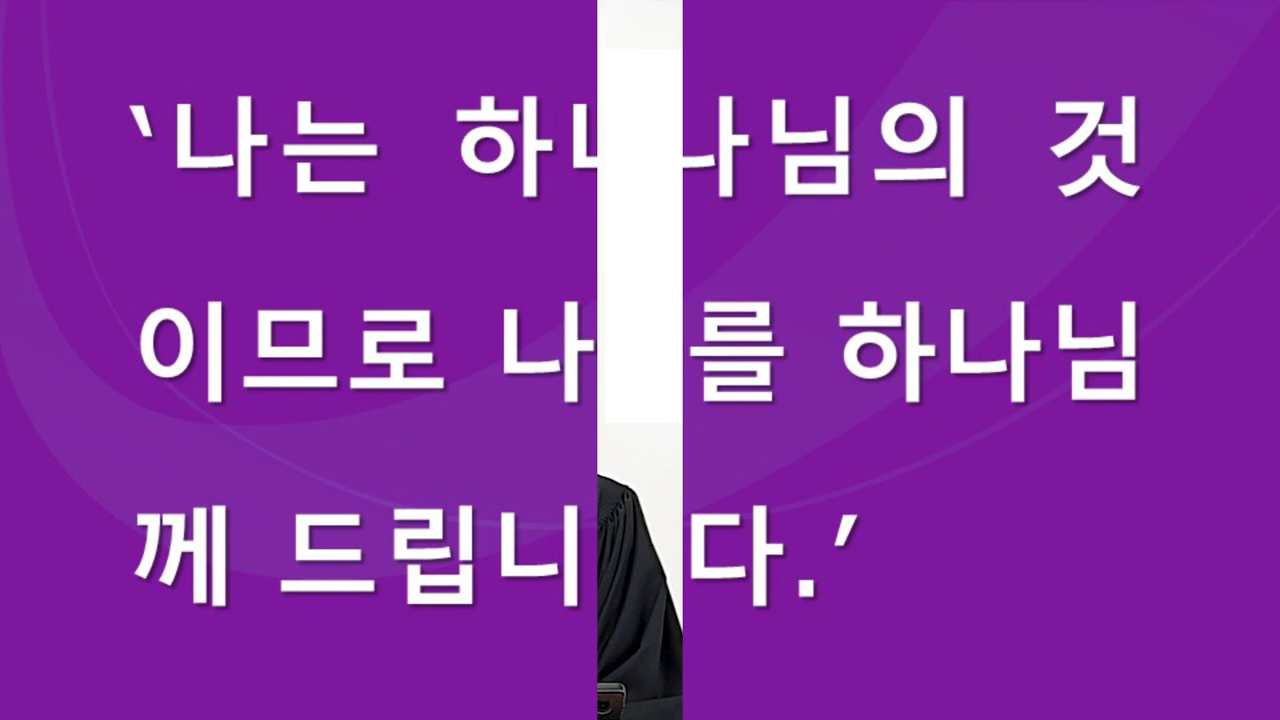 ‘나는 하나님의 것
이므로 나를 하나님
께 드립니다.’